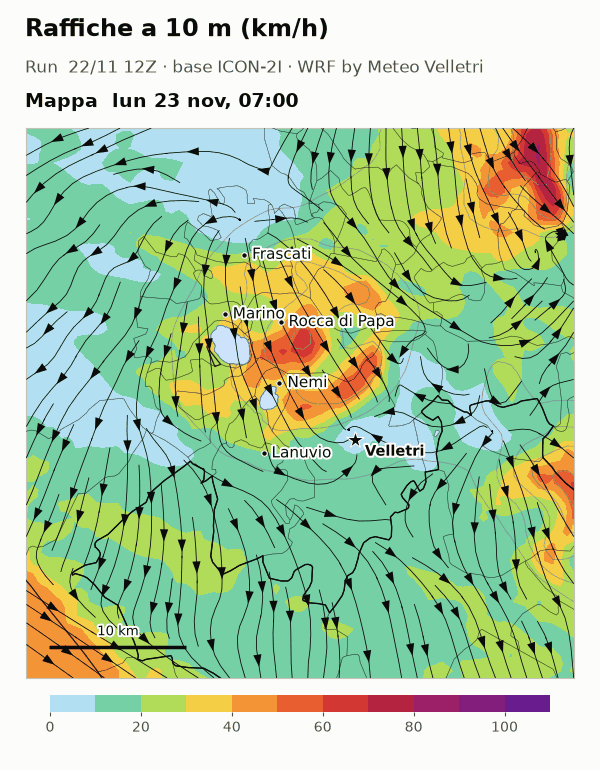 Raffiche a 10 m (km/h)
Run  22/11 12Z · base ICON-2I · WRF by Meteo Velletri
Mappa  lun 23 nov, 07:00
Frascati
Marino
Rocca di Papa
Nemi
Velletri
Lanuvio
10 km
0 20 40 60 80 100